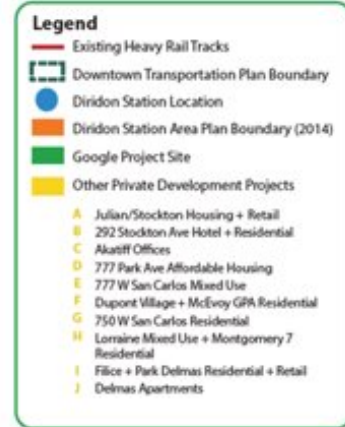 Legend
Existing Heavy Rail Tracks
Downtown Transportation Plan Boundary
Diridon Station Location
Diridon Station Area Plan Boundary (2014)
Google Project Site
Other Private Development Projects
A Julian/Stockton Housing + Retail
B 292 Stockton Ave Hotel + Residential
C Akatiff Offices
D 777 Park Ave Affordable Housing
E 777 W San Carlos Mixed Use
F Dupont Village + McEvoy GPA Residential
G 750 W San Carlos Residential
H Lorraine Mixed Use + Montgomery 7
Residential
I Filice + Park Delmas Residential + Retail
J Delmas Apartments